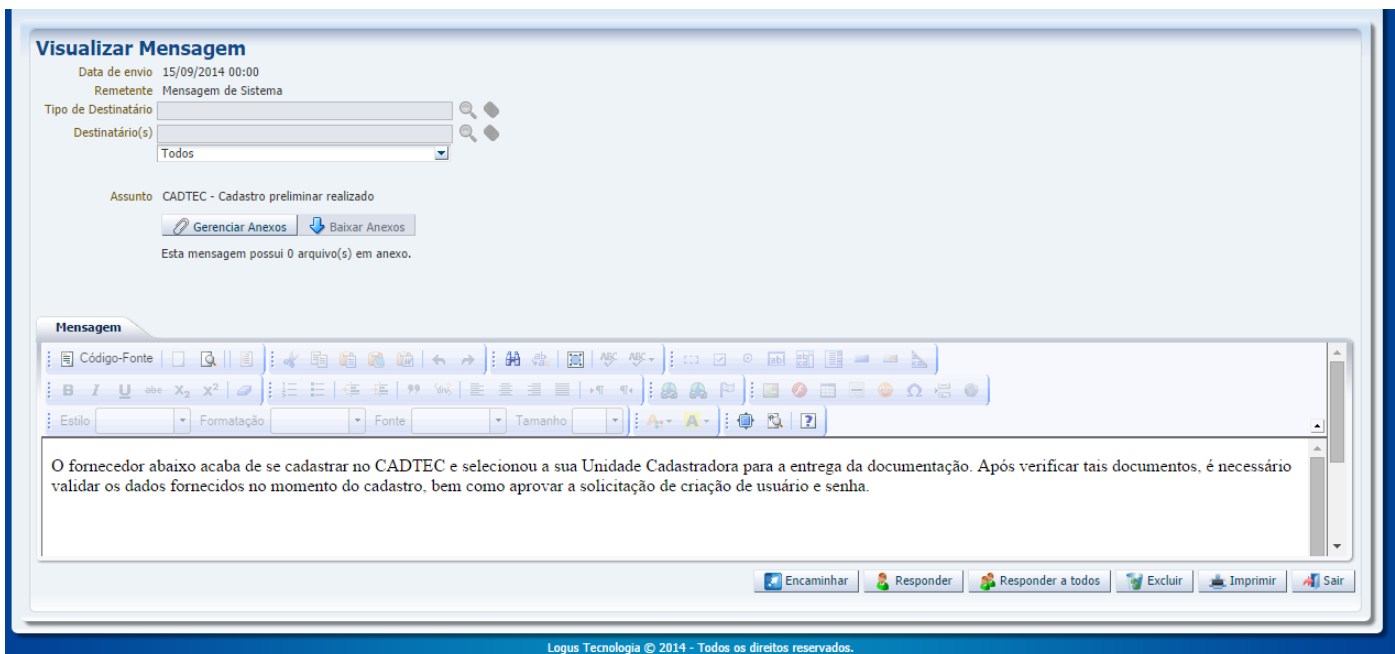 Visualizar Mensagem
Data de envio 15/09/2014 00:00
Remetente Mensagem de Sistema
Tipo de Destinatário
Destinatário(s)
Todos
Assunto CADTEC - Cadastro preliminar realizado
Gerenciar Anexos Baixar Anexos
Esta mensagem possui 0 arquivo(s) em anexo.
Mensagem
Código-Fonte
B I U abc X₂ X²
Estilo Formatação Fonte Tamanho
O fornecedor abaixo acaba de se cadastrar no CADTEC e selecionou a sua Unidade Cadastradora para a entrega da documentação. Após verificar tais documentos, é necessário
validar os dados fornecidos no momento do cadastro, bem como aprovar a solicitação de criação de usuário e senha.
Encaminhar Responder Responder a todos Excluir Imprimir Sair
Logus Tecnologia © 2014 - Todos os direitos reservados.